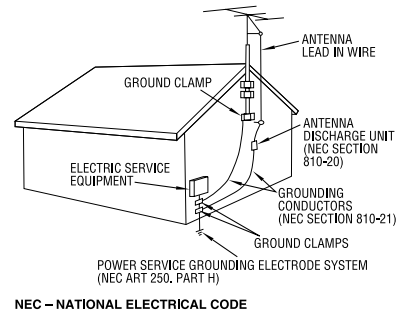 ANTENNA
LEAD IN WIRE
GROUND CLAMP
ANTENNA
DISCHARGE UNIT
(NEC SECTION
810-20)
ELECTRIC SERVICE
EQUIPMENT
GROUNDING
CONDUCTORS
(NEC SECTION 810-21)
GROUND CLAMPS
POWER SERVICE GROUNDING ELECTRODE SYSTEM
(NEC ART 250. PART H)
NEC – NATIONAL ELECTRICAL CODE